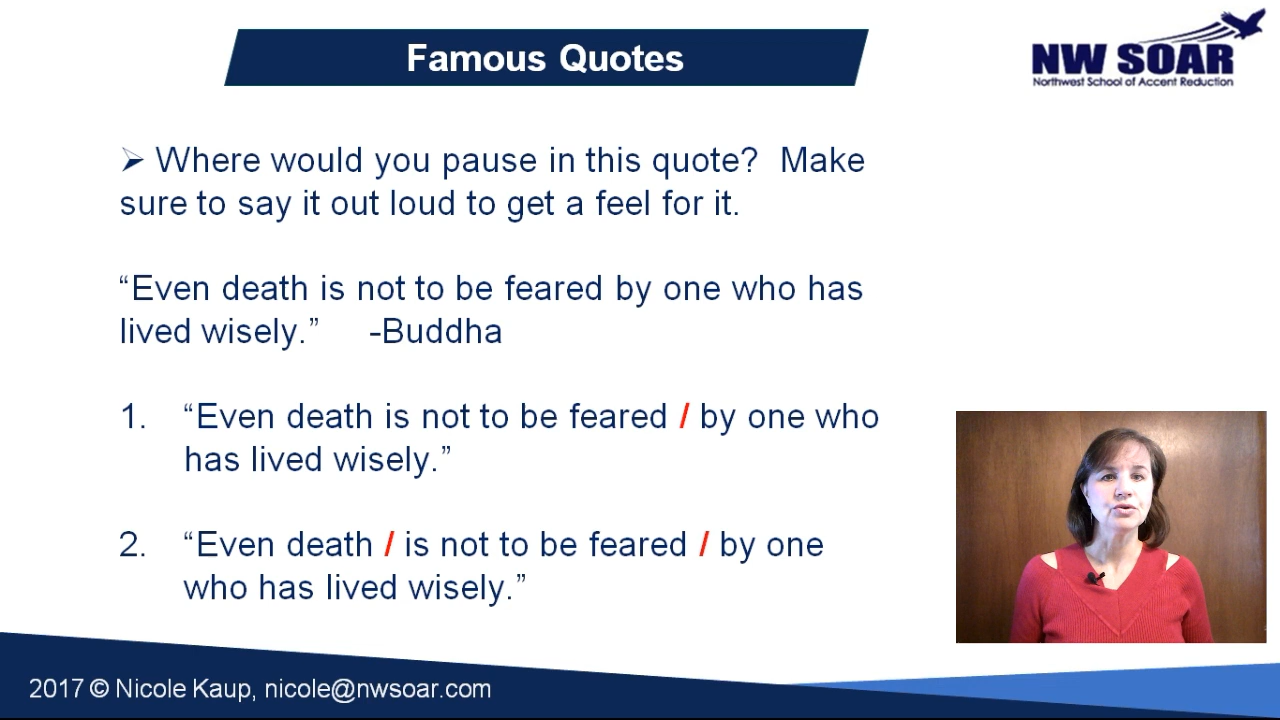 Famous Quotes
NW SOAR
Northwest School of Accent Reduction
➢ Where would you pause in this quote?  Make
sure to say it out loud to get a feel for it.
“Even death is not to be feared by one who has
lived wisely.”     -Buddha
1. “Even death is not to be feared / by one who
has lived wisely.”
2. “Even death / is not to be feared / by one
who has lived wisely.”
2017 © Nicole Kaup, nicole@nwsoar.com